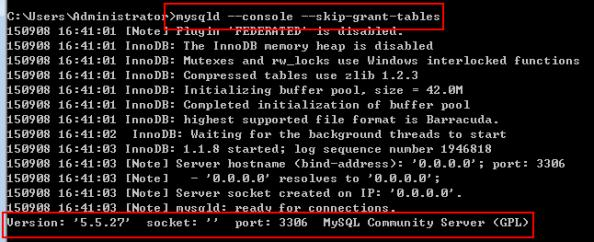 C:\Users\Administrator>mysqld --console --skip-grant-tables
150908 16:41:01 [Note] Plugin 'FEDERATED' is disabled.
150908 16:41:01 InnoDB: The InnoDB memory heap is disabled
150908 16:41:01 InnoDB: Mutexes and rw_locks use Windows interlocked functions
150908 16:41:01 InnoDB: Compressed tables use zlib 1.2.3
150908 16:41:01 InnoDB: Initializing buffer pool, size = 42.0M
150908 16:41:01 InnoDB: Completed initialization of buffer pool
150908 16:41:01 InnoDB: highest supported file format is Barracuda.
150908 16:41:02  InnoDB: Waiting for the background threads to start
150908 16:41:03 InnoDB: 1.1.8 started; log sequence number 1946818
150908 16:41:03 [Note] Server hostname (bind-address): '0.0.0.0'; port: 3306
150908 16:41:03 [Note]   - '0.0.0.0' resolves to '0.0.0.0';
150908 16:41:03 [Note] Server socket created on IP: '0.0.0.0'.
150908 16:41:03 [Note] mysqld: ready for connections.
Version: '5.5.27'  socket: ''  port: 3306  MySQL Community Server (GPL)